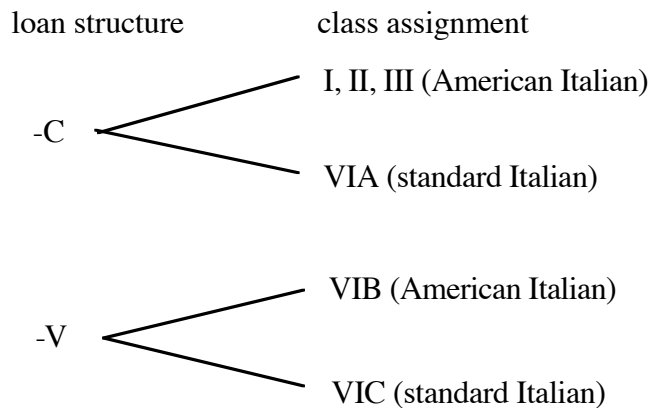 loan structure class assignment
I, II, III (American Italian)
-C
VIA (standard Italian)
VIB (American Italian)
-V
VIC (standard Italian)